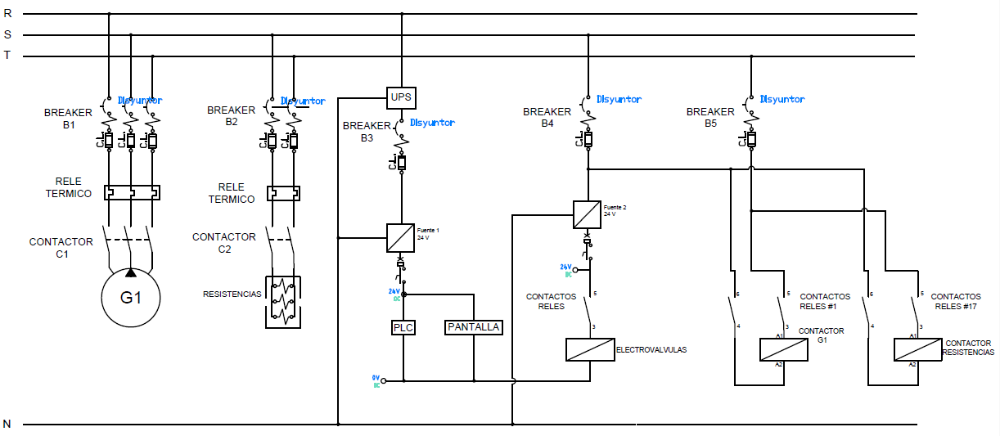 R
S
T
BREAKER
B1
Disyuntor
C.L
C.L
C.L
RELE
TERMICO
CONTACTOR
C1
G1
BREAKER
B2
Disyuntor
C.L
C.L
RELE
TERMICO
CONTACTOR
C2
RESISTENCIAS
UPS
BREAKER
B3
Disyuntor
C.L
Fuente 1
24 V
24V
DC
PLC
PANTALLA
0V
DC
BREAKER
B4
Disyuntor
C.L
Fuente 2
24 V
24V
DC
CONTACTOS
RELES
5
3
ELECTROVALVULAS
BREAKER
B5
Disyuntor
C.L
6
4
5
3
CONTACTOS
RELES #1
A1
A2
CONTACTOR
G1
6
4
5
3
CONTACTOS
RELES #17
A1
A2
CONTACTOR
RESISTENCIAS
N